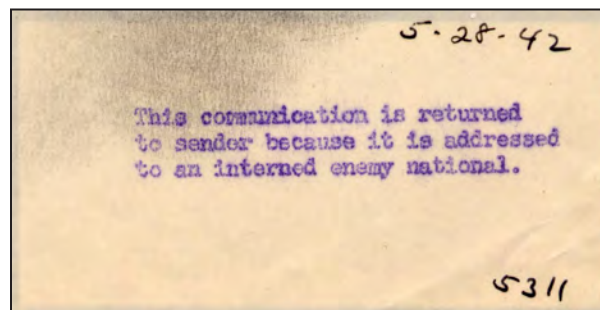 5-28-42
This communication is returned
to sender because it is addressed
to an interned enemy national.
5311